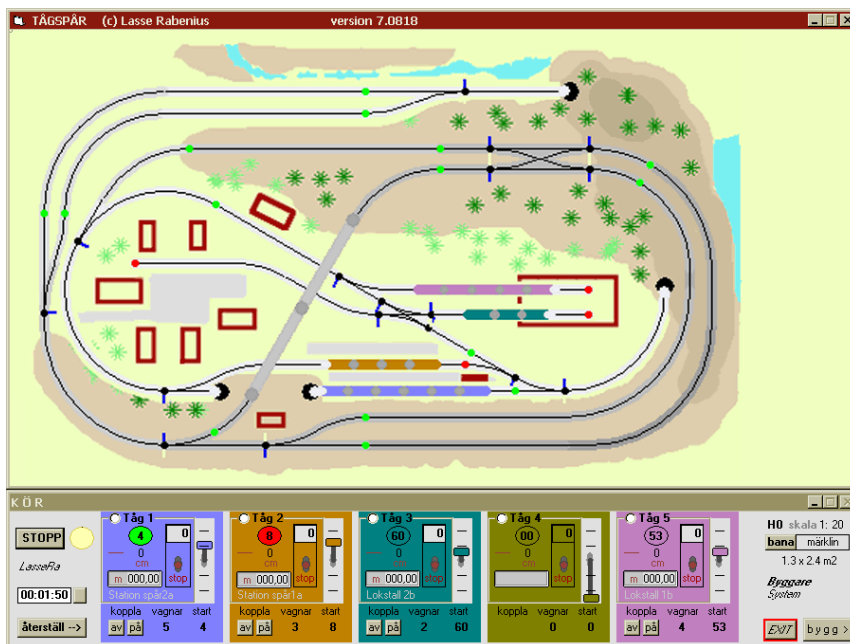 TÅGSPÅR (c) Lasse Rabenius version 7.0818
KÖR
STOPP
LasseRa
00:01:50
återställ -->
Tåg 1
4
0
0
cm
m 000,00
stop
Station spår2a
koppla vagnar start
av på 5 4
Tåg 2
8
0
0
cm
m 000,00
stop
Station spår1a
koppla vagnar start
av på 3 8
Tåg 3
60
0
0
cm
m 000,00
stop
Lokstall 2b
koppla vagnar start
av på 2 60
Tåg 4
00
0
0
cm
stop
koppla vagnar start
0 0
Tåg 5
53
0
0
cm
m 000,00
stop
Lokstall 1b
koppla vagnar start
av på 4 53
H0 skala 1: 20
bana märklin
1.3 x 2.4 m2
Byggare
System
EXIT bygg >